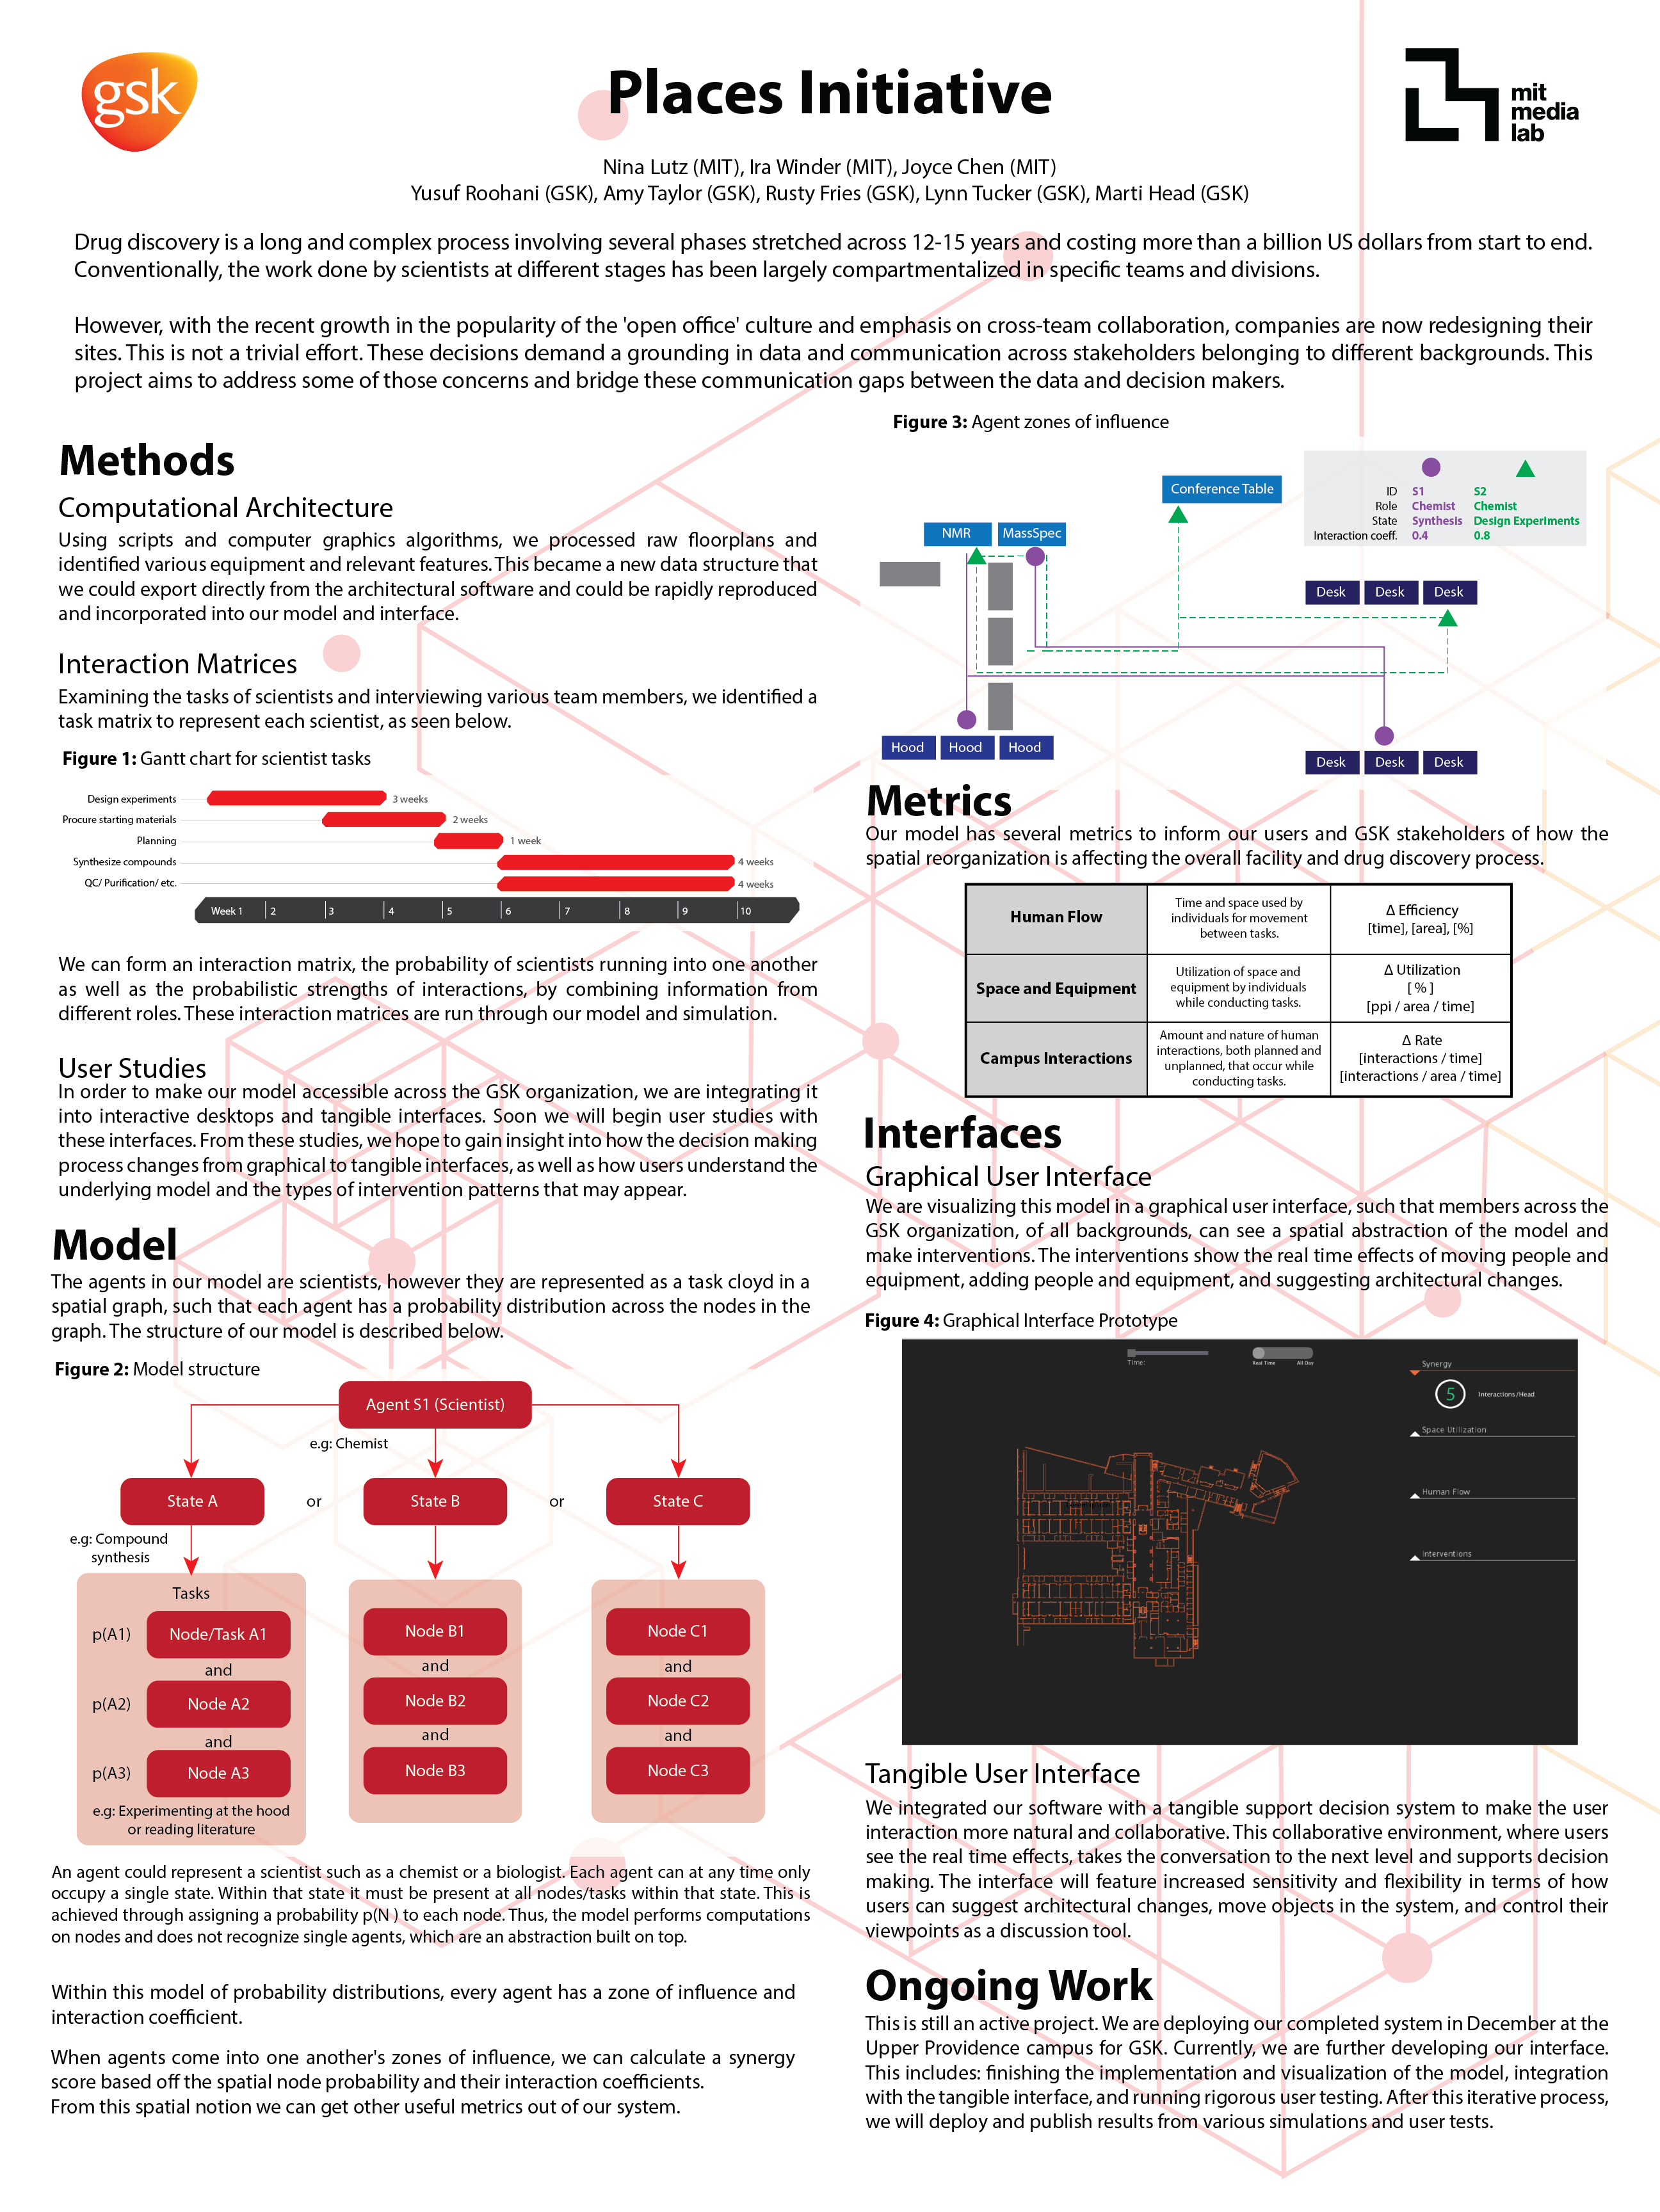 gsk
Places Initiative
mit
media
lab
Nina Lutz (MIT), Ira Winder (MIT), Joyce Chen (MIT)
Yusuf Roohani (GSK), Amy Taylor (GSK), Rusty Fries (GSK), Lynn Tucker (GSK), Marti Head (GSK)
Drug discovery is a long and complex process involving several phases stretched across 12-15 years and costing more than a billion US dollars from start to end.
Conventionally, the work done by scientists at different stages has been largely compartmentalized in specific teams and divisions.
However, with the recent growth in the popularity of the 'open office' culture and emphasis on cross-team collaboration, companies are now redesigning their
sites. This is not a trivial effort. These decisions demand a grounding in data and communication across stakeholders belonging to different backgrounds. This
project aims to address some of those concerns and bridge these communication gaps between the data and decision makers.
Methods
Computational Architecture
Using scripts and computer graphics algorithms, we processed raw floorplans and
identified various equipment and relevant features. This became a new data structure that
we could export directly from the architectural software and could be rapidly reproduced
and incorporated into our model and interface.
Interaction Matrices
Examining the tasks of scientists and interviewing various team members, we identified a
task matrix to represent each scientist, as seen below.
Figure 1: Gantt chart for scientist tasks
Design experiments 3 weeks
Procure starting materials 2 weeks
Planning 1 week
Synthesize compounds 4 weeks
QC/ Purification/ etc. 4 weeks
Week 1 2 3 4 5 6 7 8 9 10
We can form an interaction matrix, the probability of scientists running into one another
as well as the probabilistic strengths of interactions, by combining information from
different roles. These interaction matrices are run through our model and simulation.
User Studies
In order to make our model accessible across the GSK organization, we are integrating it
into interactive desktops and tangible interfaces. Soon we will begin user studies with
these interfaces. From these studies, we hope to gain insight into how the decision making
process changes from graphical to tangible interfaces, as well as how users understand the
underlying model and the types of intervention patterns that may appear.
Model
The agents in our model are scientists, however they are represented as a task cloyd in a
spatial graph, such that each agent has a probability distribution across the nodes in the
graph. The structure of our model is described below.
Figure 2: Model structure
Agent S1 (Scientist)
e.g: Chemist
State A or State B or State C
e.g: Compound
synthesis
Tasks
p(A1) Node/Task A1 Node B1 Node C1
and and and
p(A2) Node A2 Node B2 Node C2
and and and
p(A3) Node A3 Node B3 Node C3
e.g: Experimenting at the hood
or reading literature
An agent could represent a scientist such as a chemist or a biologist. Each agent can at any time only
occupy a single state. Within that state it must be present at all nodes/tasks within that state. This is
achieved through assigning a probability p(N ) to each node. Thus, the model performs computations
on nodes and does not recognize single agents, which are an abstraction built on top.
Within this model of probability distributions, every agent has a zone of influence and
interaction coefficient.
When agents come into one another's zones of influence, we can calculate a synergy
score based off the spatial node probability and their interaction coefficients.
From this spatial notion we can get other useful metrics out of our system.
Figure 3: Agent zones of influence
ID S1 S2
Role Chemist Chemist
State Synthesis Design Experiments
Interaction coeff. 0.4 0.8
Conference Table
NMR MassSpec
Desk Desk Desk
Hood Hood Hood
Desk Desk Desk
Metrics
Our model has several metrics to inform our users and GSK stakeholders of how the
spatial reorganization is affecting the overall facility and drug discovery process.
Human Flow
Time and space used by
individuals for movement
between tasks.
Δ Efficiency
[time], [area], [%]
Space and Equipment
Utilization of space and
equipment by individuals
while conducting tasks.
Δ Utilization
[ % ]
[ppi / area / time]
Campus Interactions
Amount and nature of human
interactions, both planned and
unplanned, that occur while
conducting tasks.
Δ Rate
[interactions / time]
[interactions / area / time]
Interfaces
Graphical User Interface
We are visualizing this model in a graphical user interface, such that members across the
GSK organization, of all backgrounds, can see a spatial abstraction of the model and
make interventions. The interventions show the real time effects of moving people and
equipment, adding people and equipment, and suggesting architectural changes.
Figure 4: Graphical Interface Prototype
Time:
Real Time All Day
Synergy
5 Interactions/Head
Space Utilization
Human Flow
Interventions
Tangible User Interface
We integrated our software with a tangible support decision system to make the user
interaction more natural and collaborative. This collaborative environment, where users
see the real time effects, takes the conversation to the next level and supports decision
making. The interface will feature increased sensitivity and flexibility in terms of how
users can suggest architectural changes, move objects in the system, and control their
viewpoints as a discussion tool.
Ongoing Work
This is still an active project. We are deploying our completed system in December at the
Upper Providence campus for GSK. Currently, we are further developing our interface.
This includes: finishing the implementation and visualization of the model, integration
with the tangible interface, and running rigorous user testing. After this iterative process,
we will deploy and publish results from various simulations and user tests.